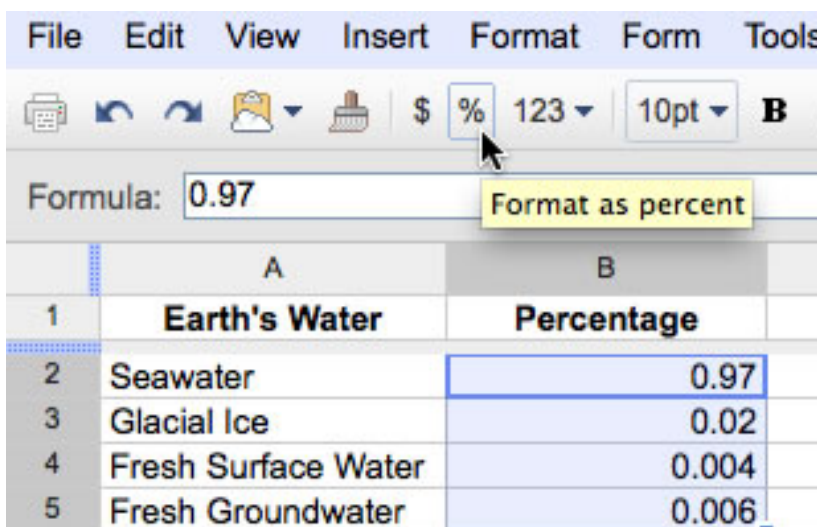 File Edit View Insert Format Form Tools
$ % 123 10pt B
Formula: 0.97
Format as percent
A B
1 Earth's Water Percentage
2 Seawater 0.97
3 Glacial Ice 0.02
4 Fresh Surface Water 0.004
5 Fresh Groundwater 0.006